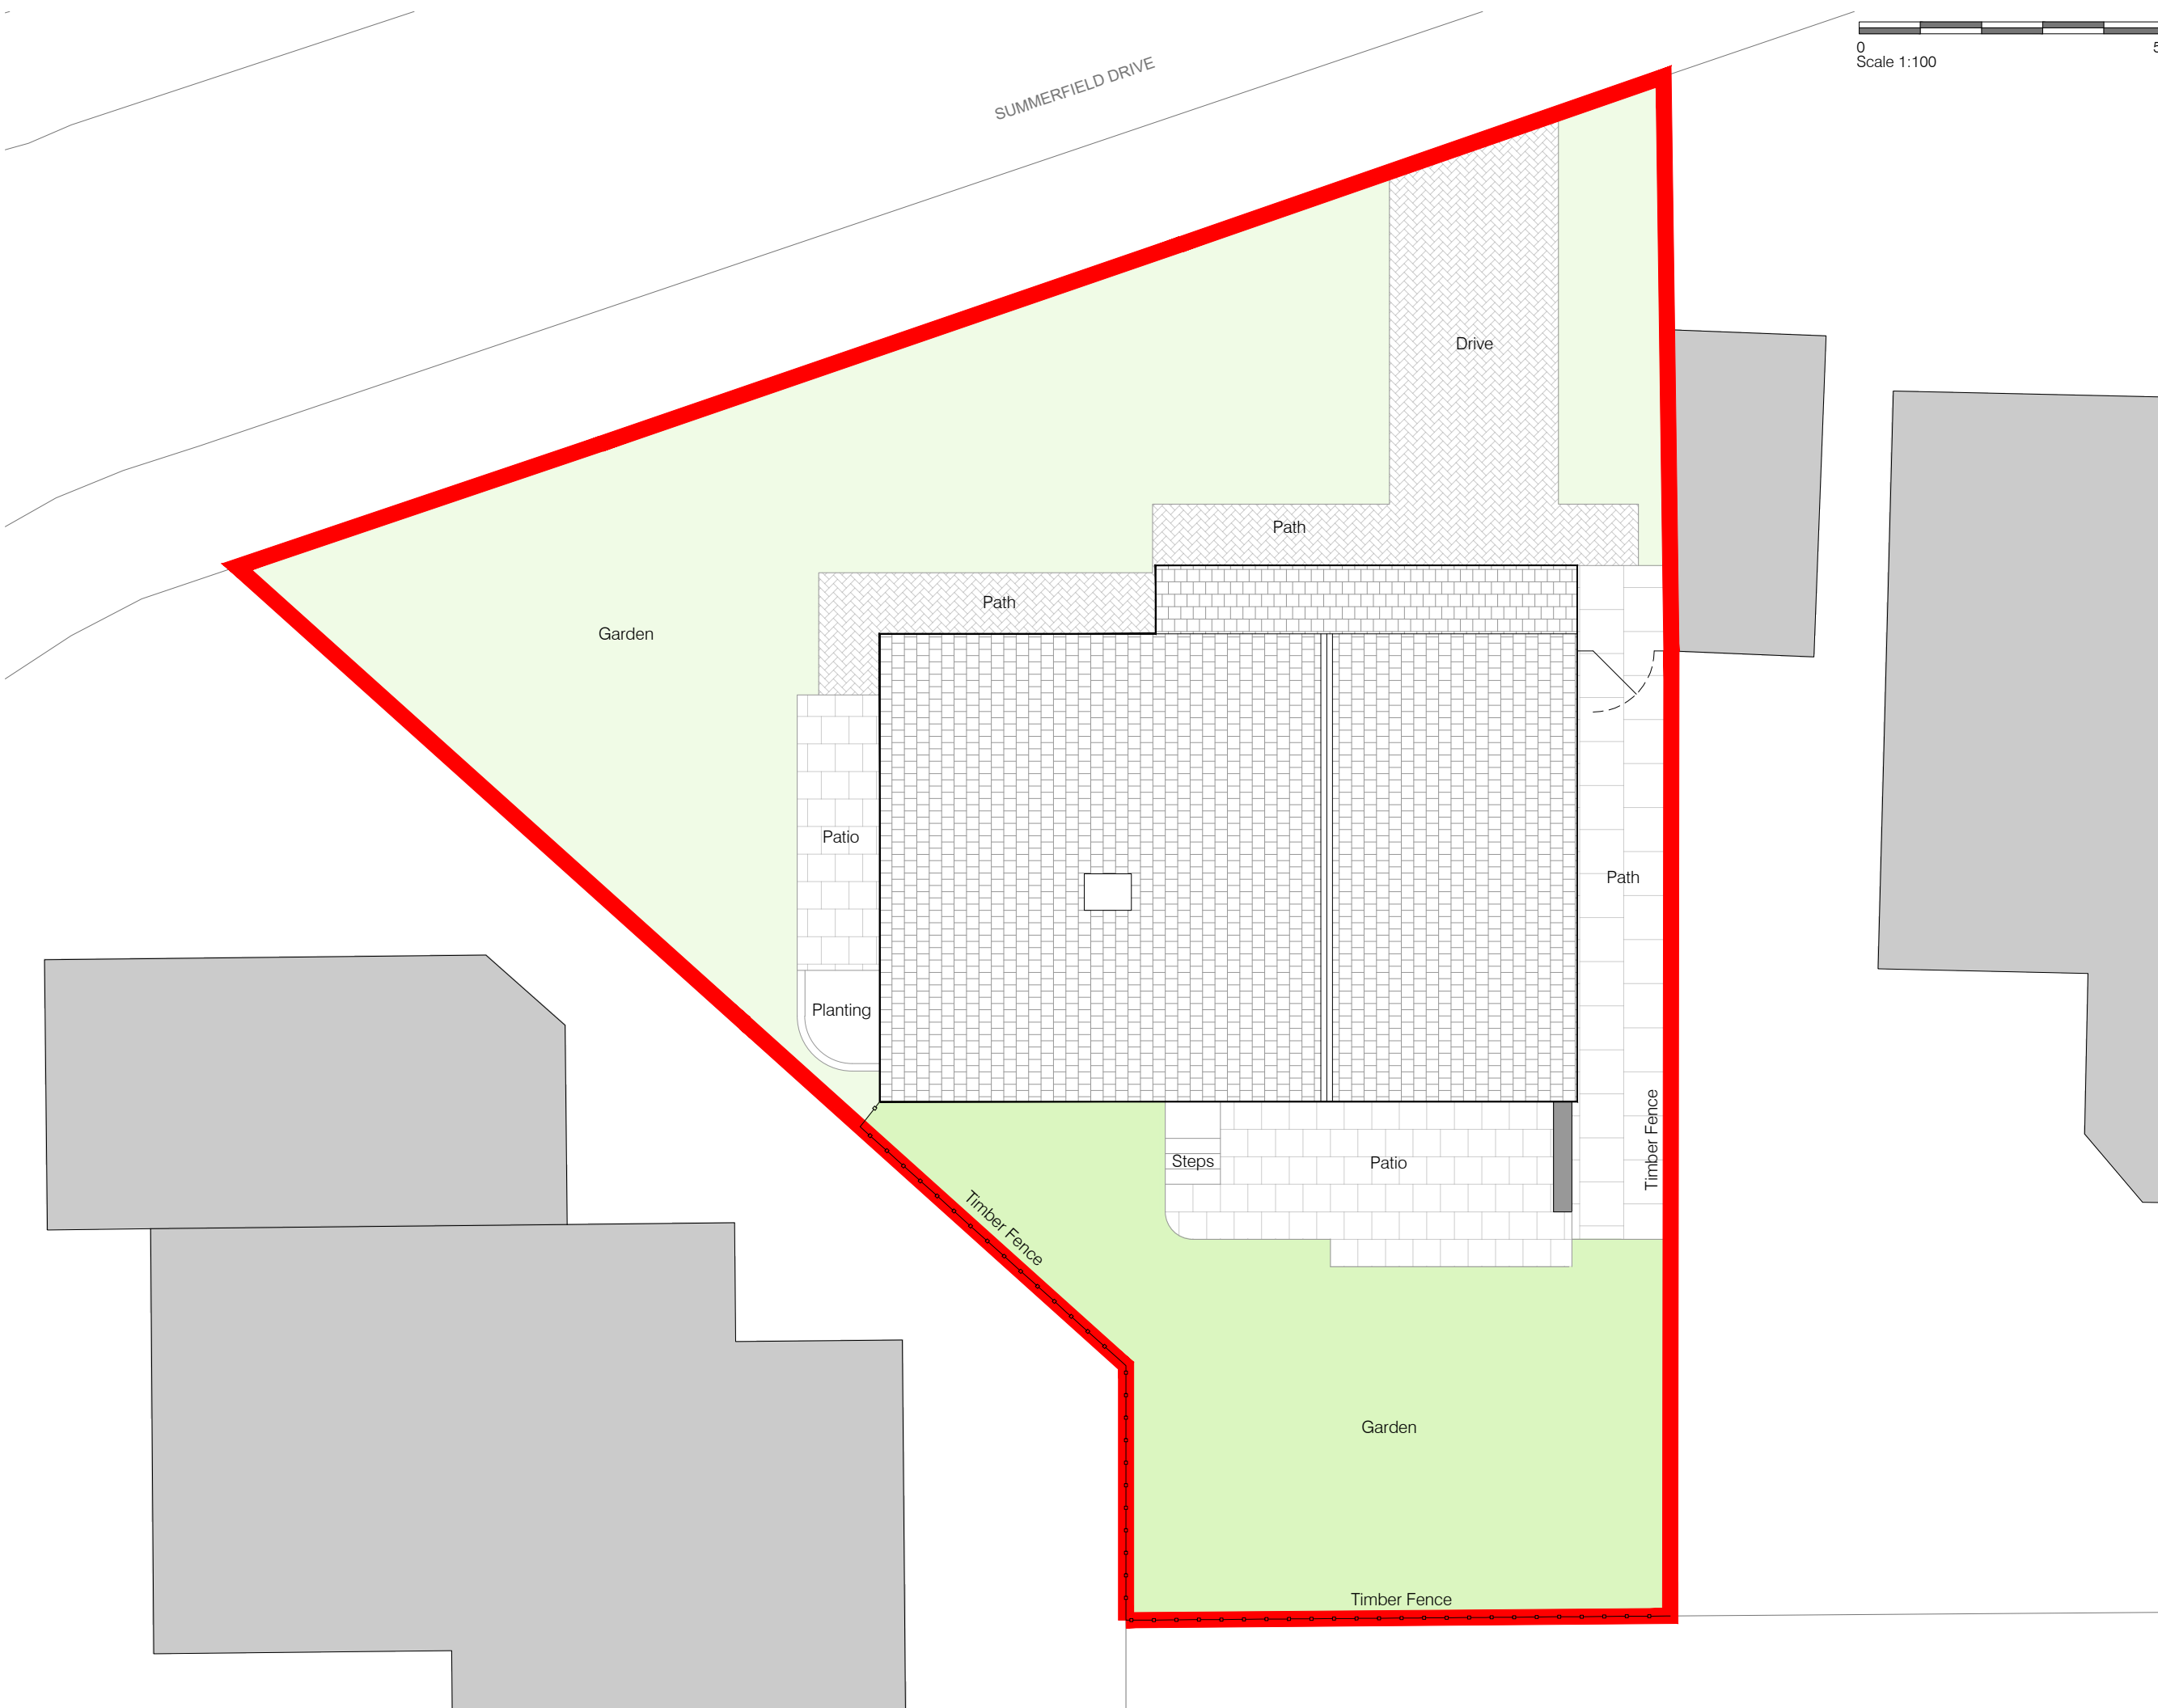 SUMMERFIELD DRIVE
0
5
Scale 1:100
Drive
Path
Path
Garden
Patio
Path
Planting
Timber Fence
Steps
Patio
Timber Fence
Garden
Timber Fence